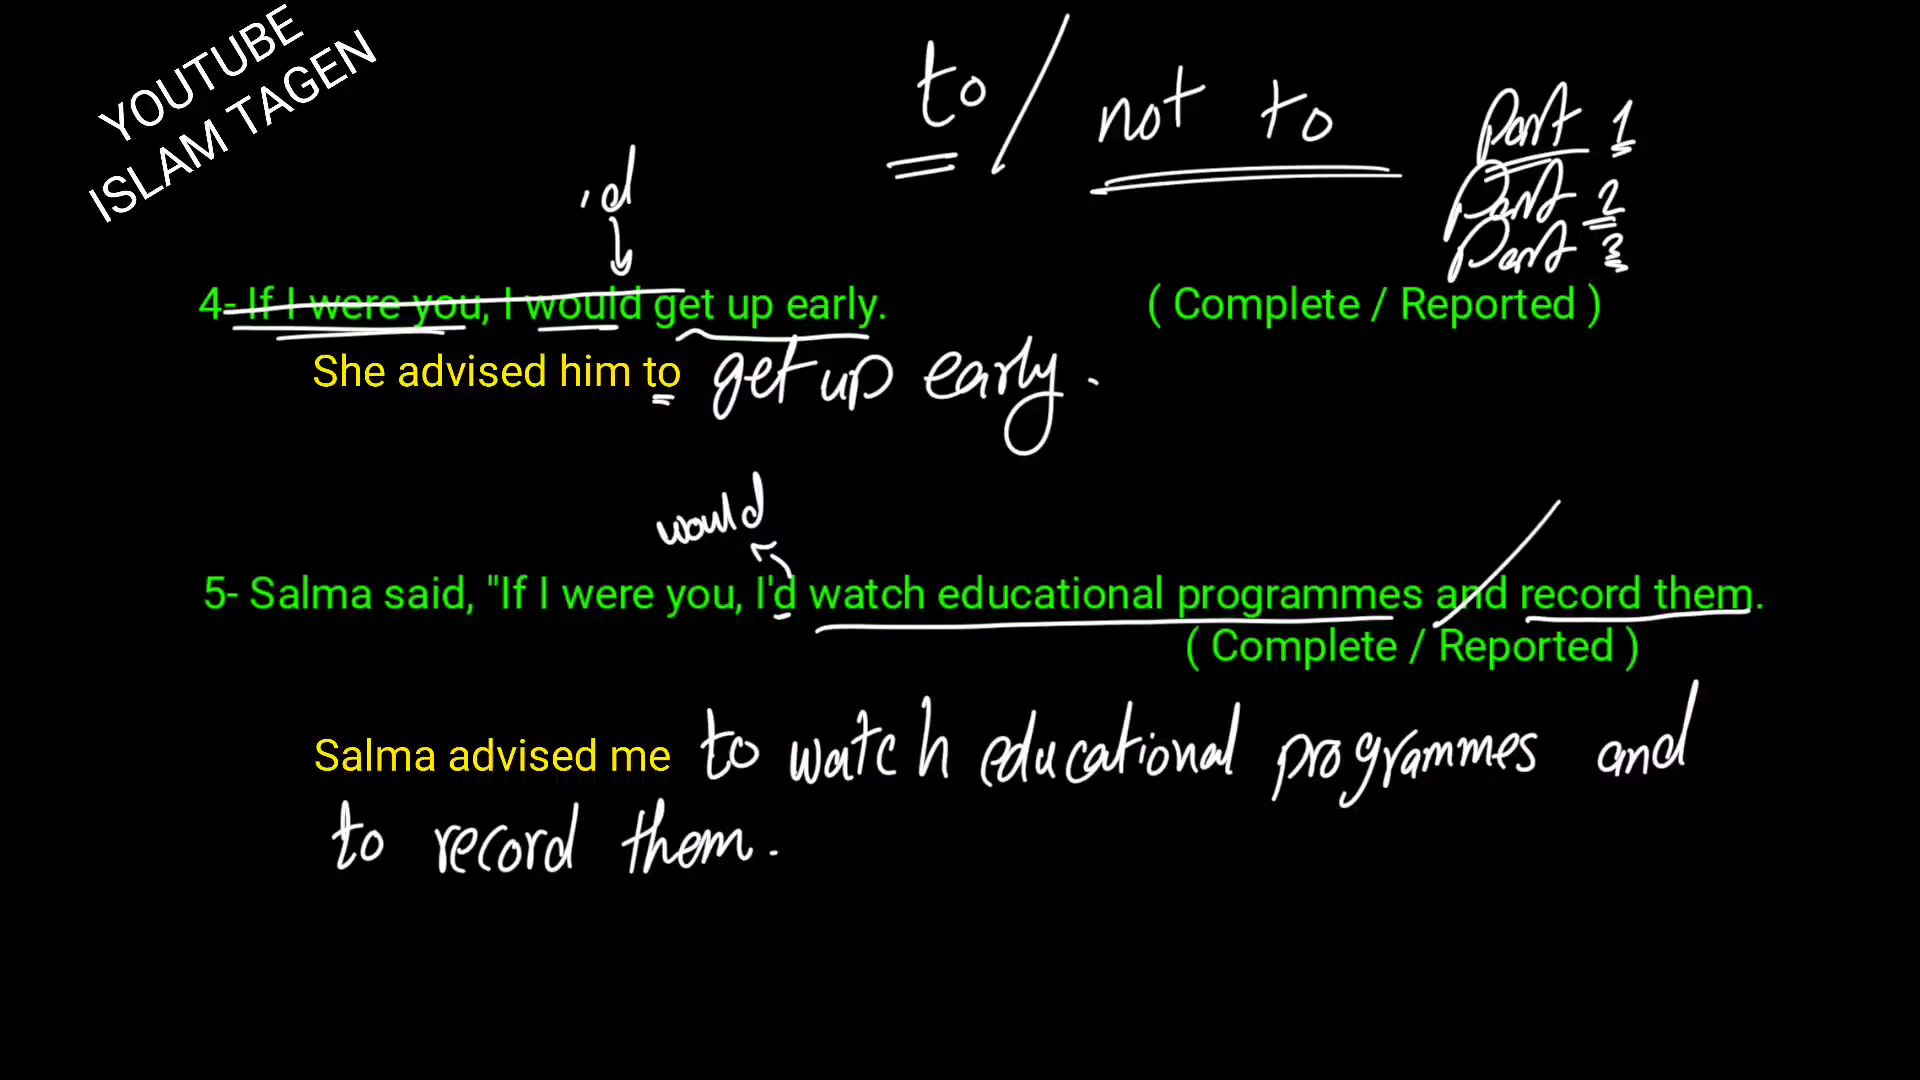 YOUTUBE
ISLAM TAGEN
to / not to
Part 1
Part 2
Part 3
'd
4- If I were you, I would get up early. ( Complete / Reported )
She advised him to get up early.
would
5- Salma said, "If I were you, I'd watch educational programmes and record them.
( Complete / Reported )
Salma advised me to watch educational programmes and
to record them.